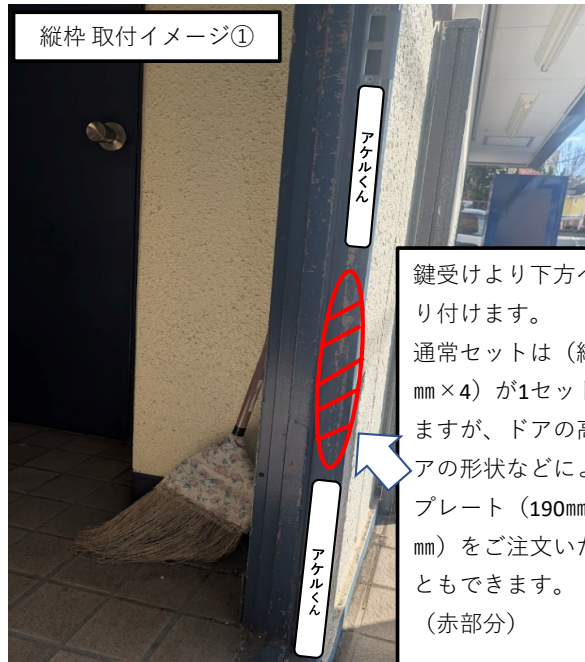 縦枠 取付イメージ①
アケルくん
鍵受けより下方へ
り付けます。
通常セットは（縦
mm×4）が1セット
ますが、ドアの高
アの形状などによ
プレート（190mm
mm）をご注文いた
ともできます。
（赤部分）
アケルくん